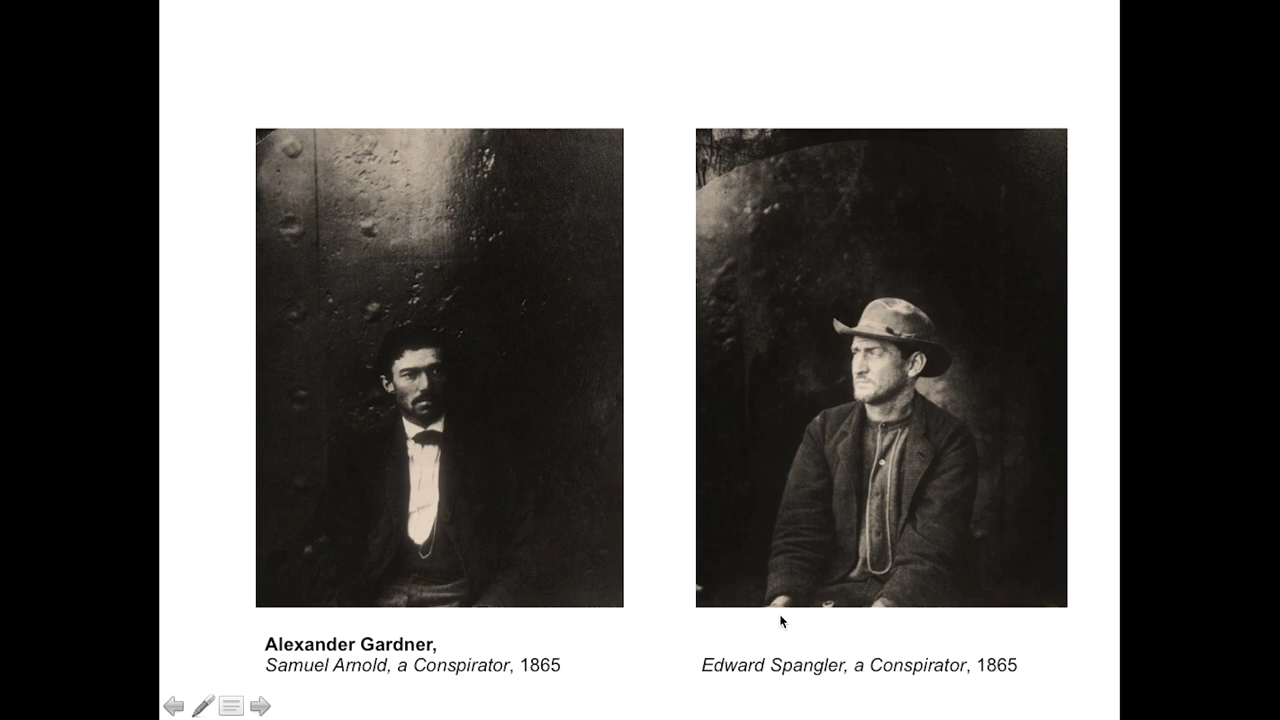 Alexander Gardner,
Samuel Arnold, a Conspirator, 1865
Edward Spangler, a Conspirator, 1865